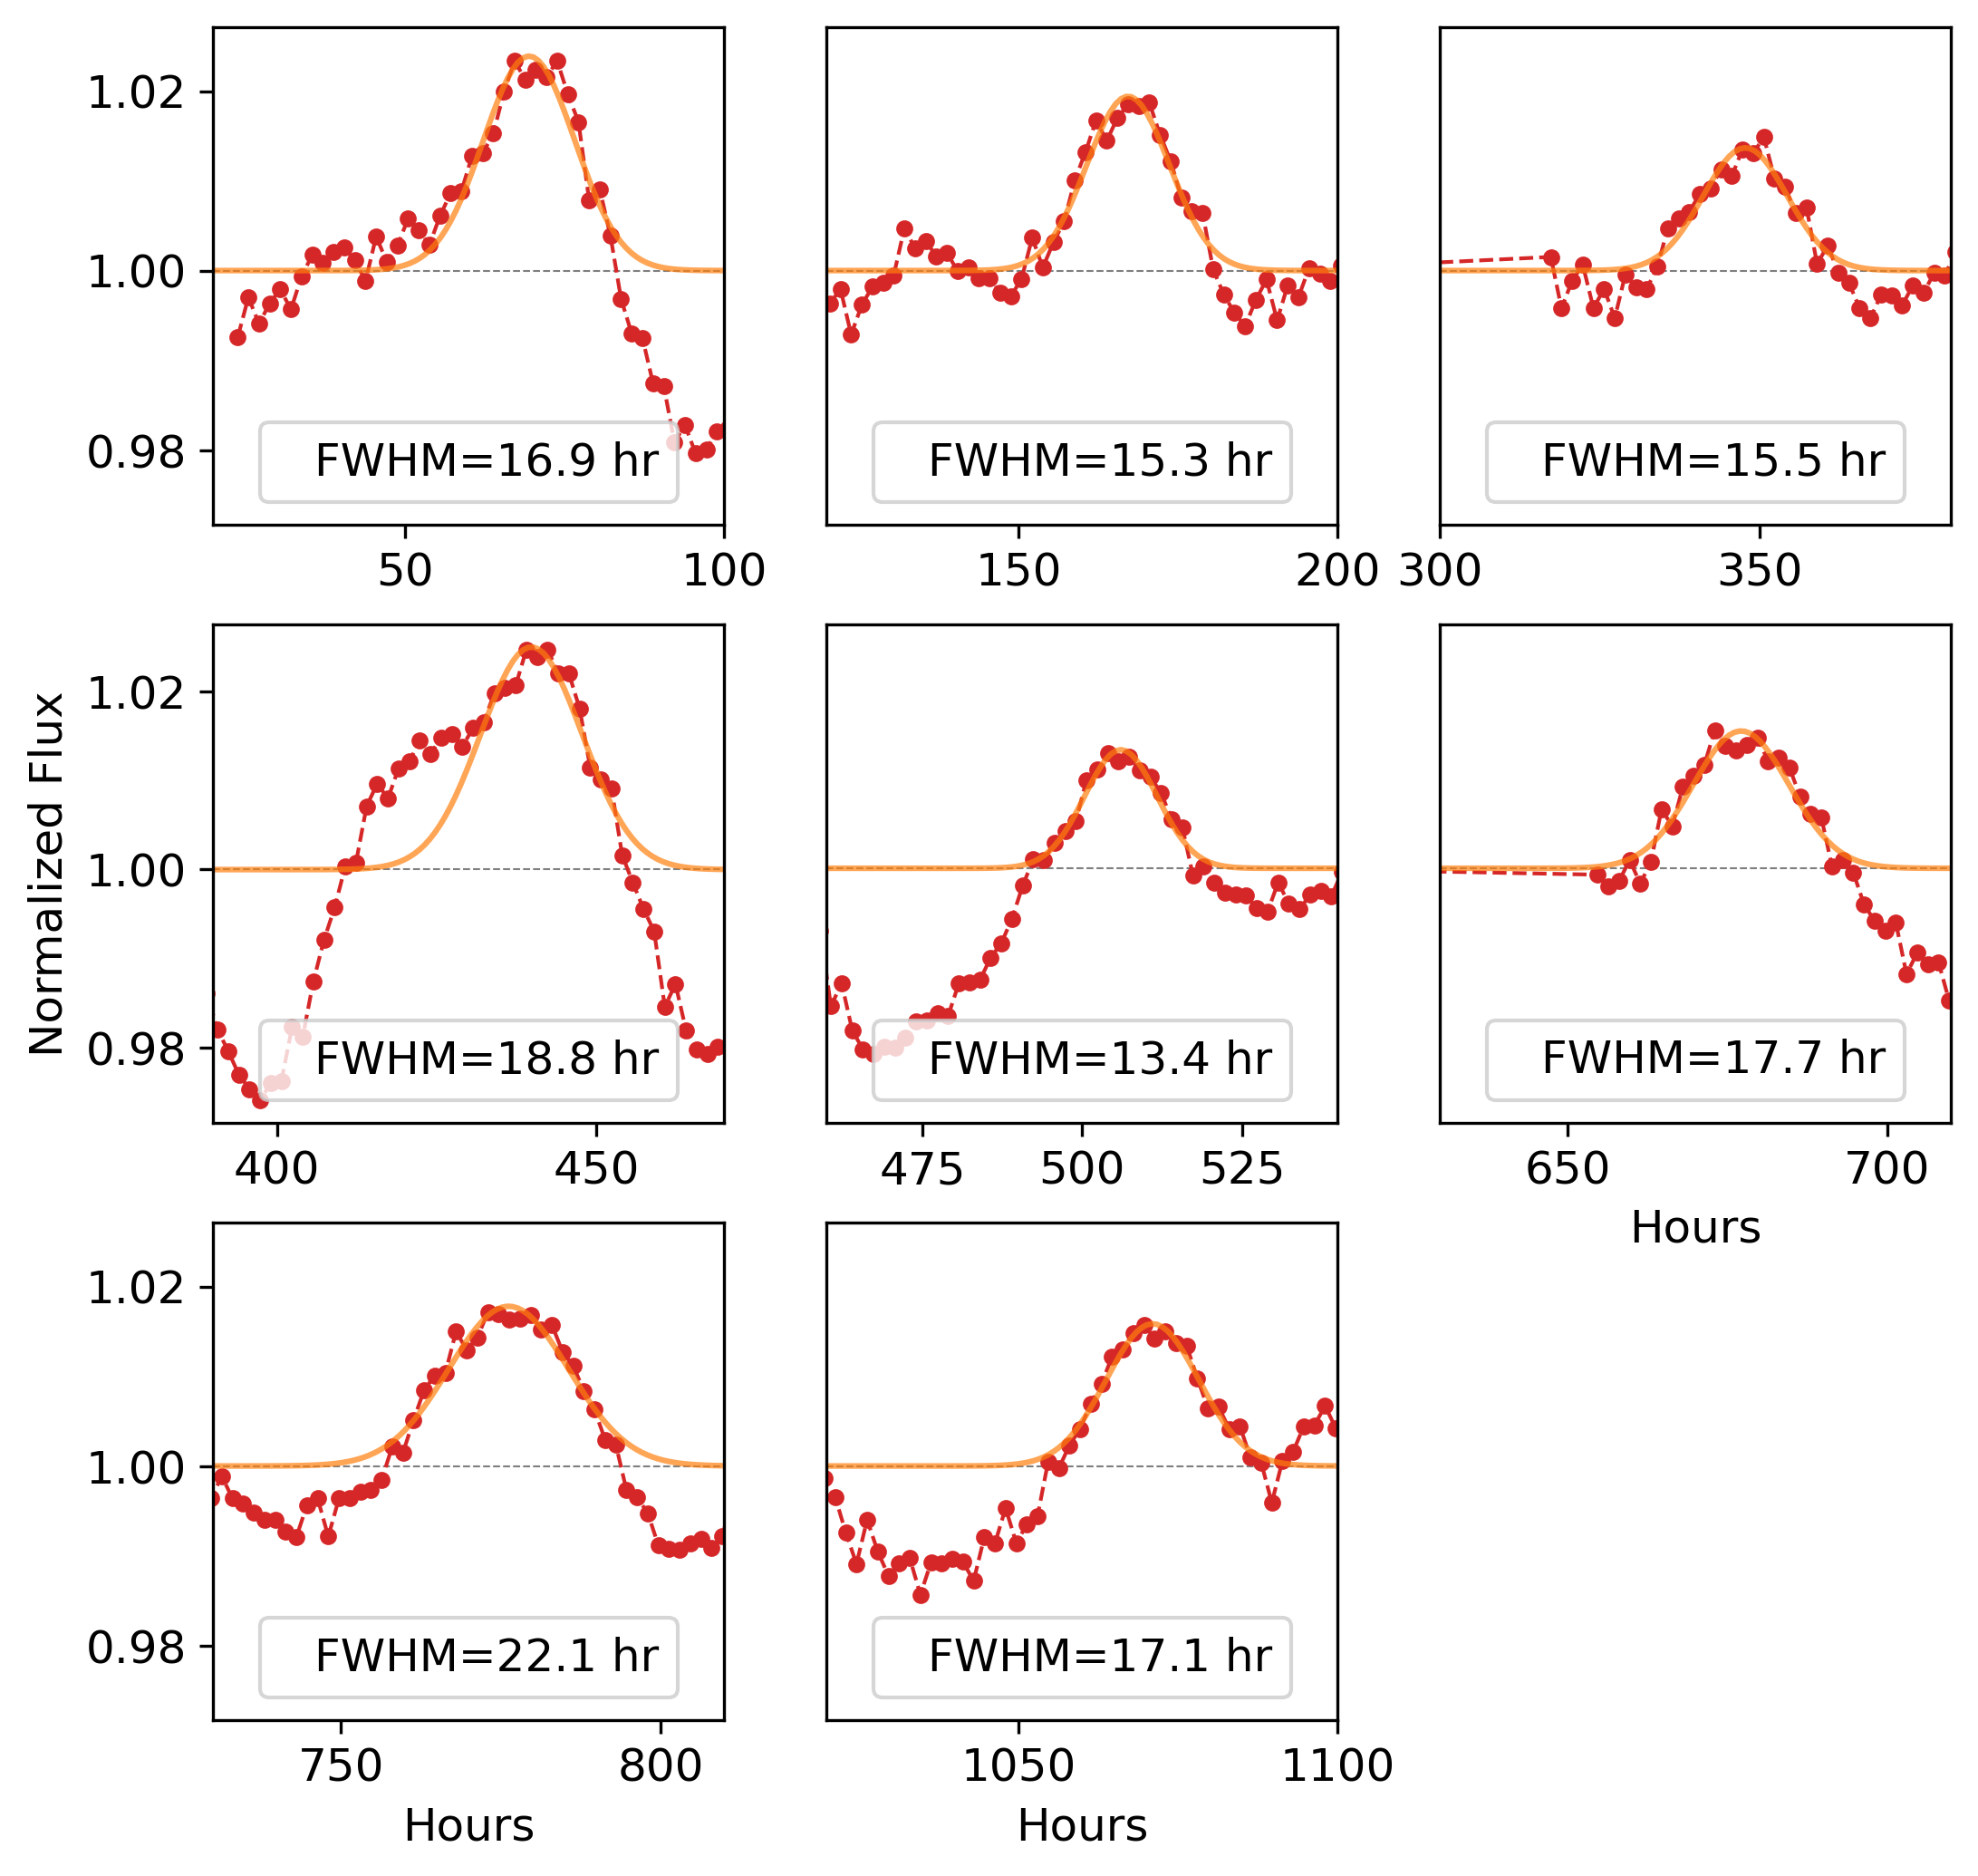 1.02
1.00
0.98
FWHM=16.9 hr
50
100
FWHM=15.3 hr
150
200
FWHM=15.5 hr
300
350
Normalized Flux
1.02
1.00
0.98
FWHM=18.8 hr
400
450
FWHM=13.4 hr
475
500
525
FWHM=17.7 hr
650
700
Hours
1.02
1.00
0.98
FWHM=22.1 hr
750
800
Hours
FWHM=17.1 hr
1050
1100
Hours